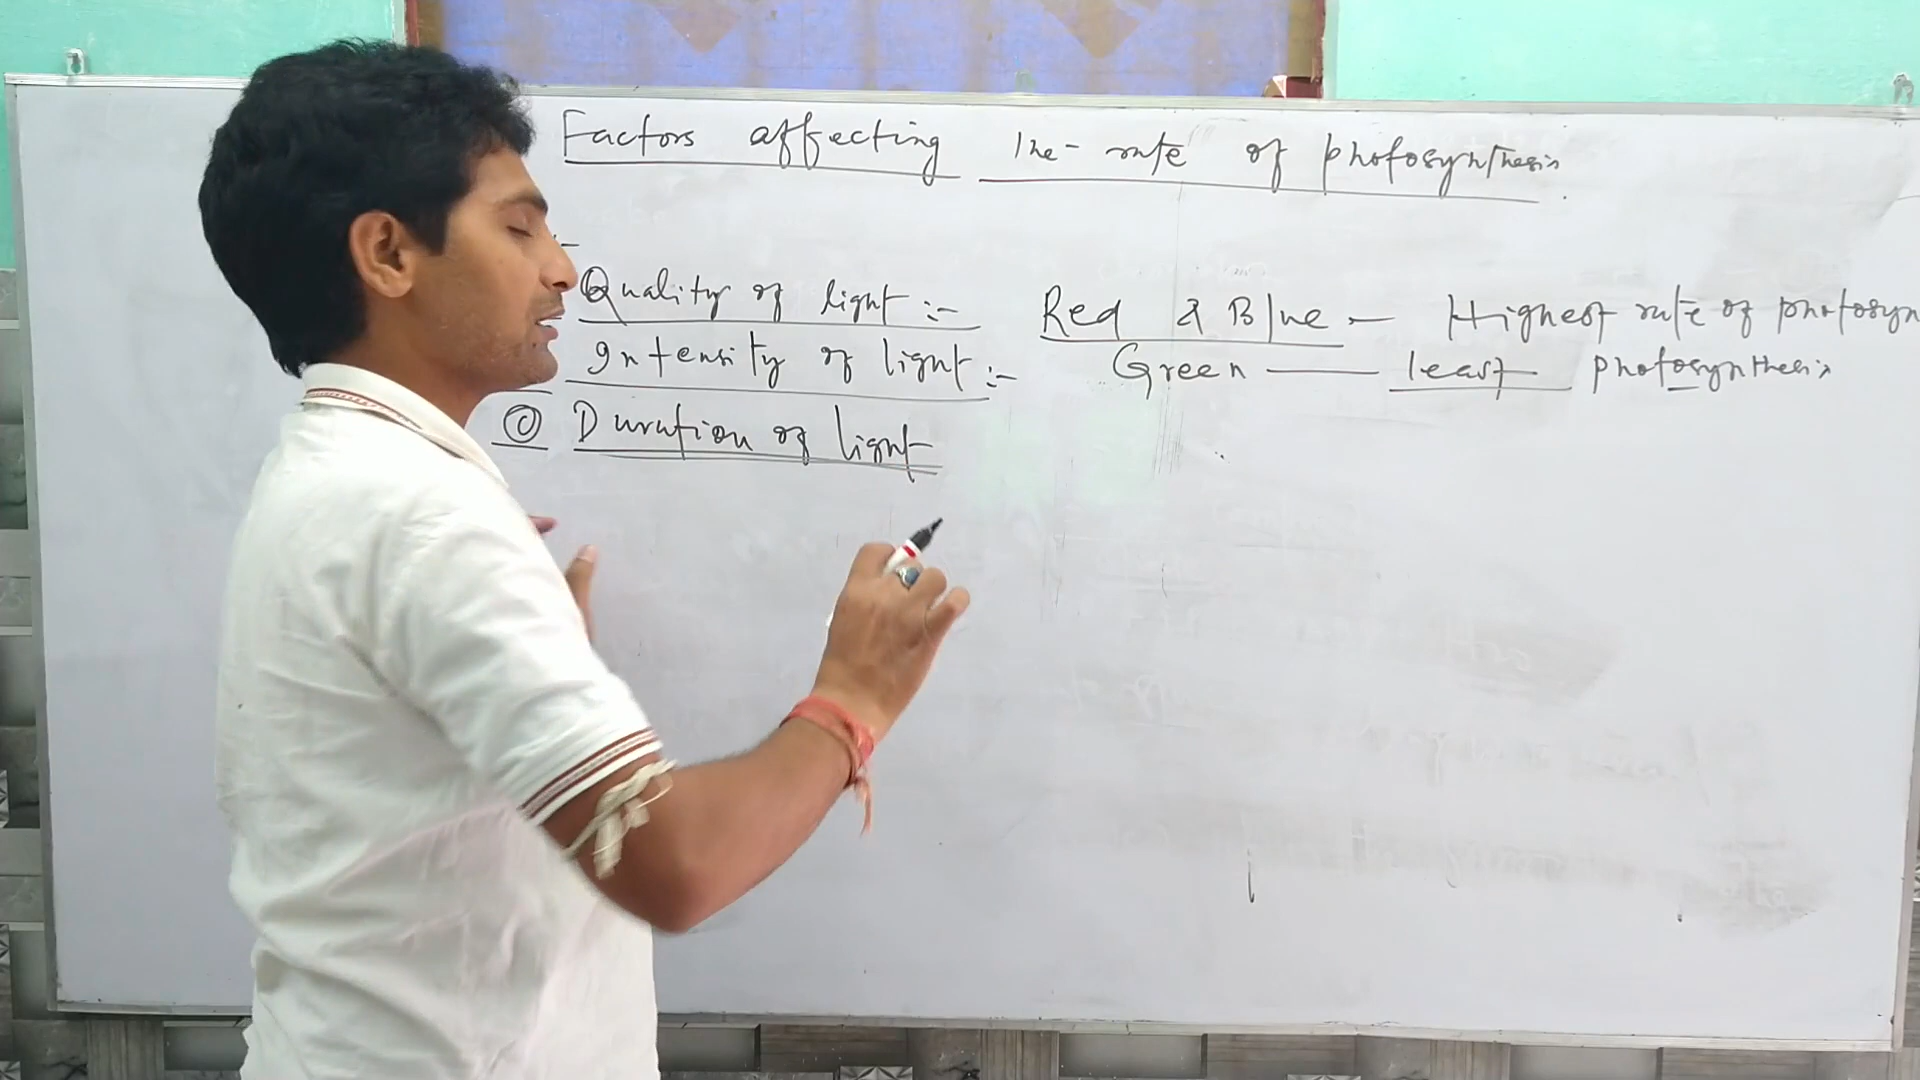 Factors affecting the rate of photosynthesis.
:-
Quality of light :- Red & Blue - Highest rate of photosyn
Intensity of light :- Green - least photosynthesis
© Duration of light